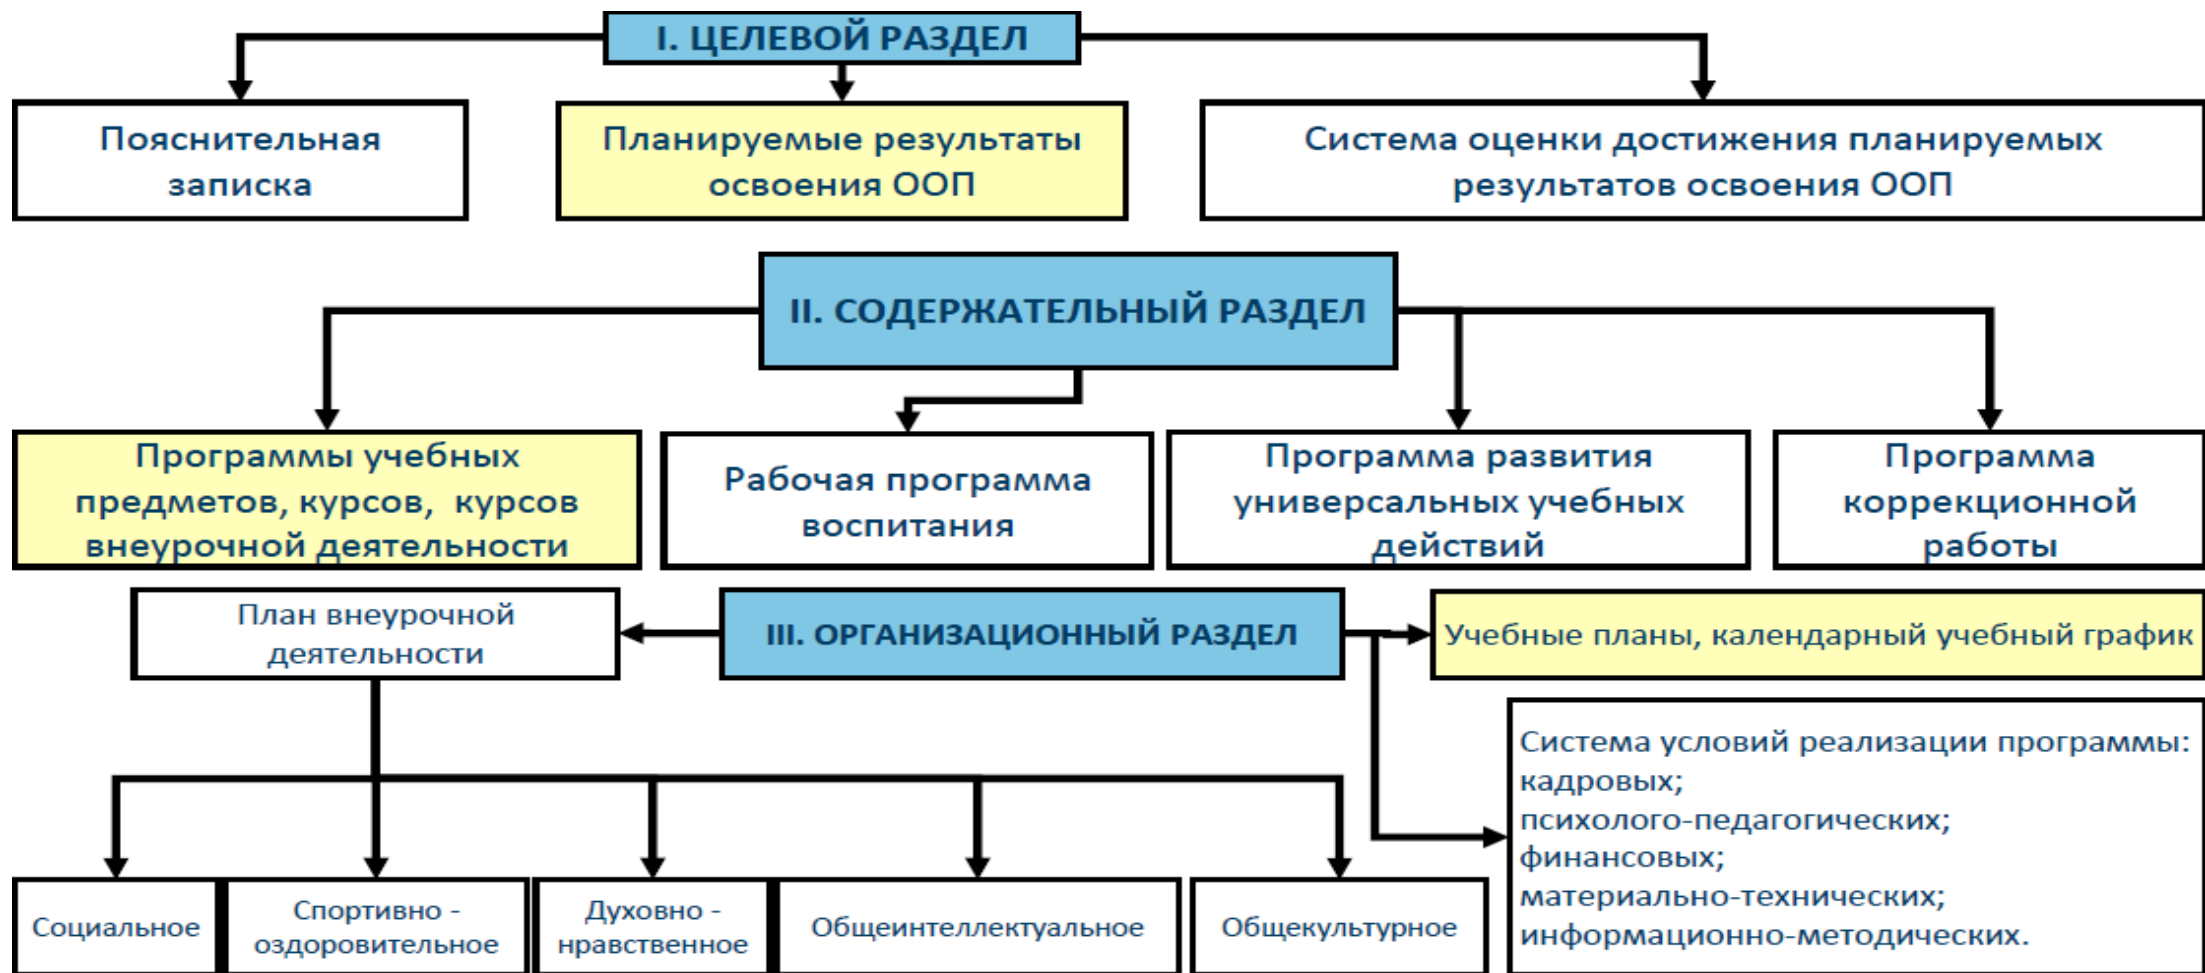 I. ЦЕЛЕВОЙ РАЗДЕЛ
Пояснительная
записка
Планируемые результаты
освоения ООП
Система оценки достижения планируемых
результатов освоения ООП
II. СОДЕРЖАТЕЛЬНЫЙ РАЗДЕЛ
Программы учебных
предметов, курсов, курсов
внеурочной деятельности
Рабочая программа
воспитания
Программа развития
универсальных учебных
действий
Программа
коррекционной
работы
План внеурочной
деятельности
III. ОРГАНИЗАЦИОННЫЙ РАЗДЕЛ
Учебные планы, календарный учебный график
Система условий реализации программы:
кадровых;
психолого-педагогических;
финансовых;
материально-технических;
информационно-методических.
Социальное
Спортивно -
оздоровительное
Духовно -
нравственное
Общеинтеллектуальное
Общекультурное